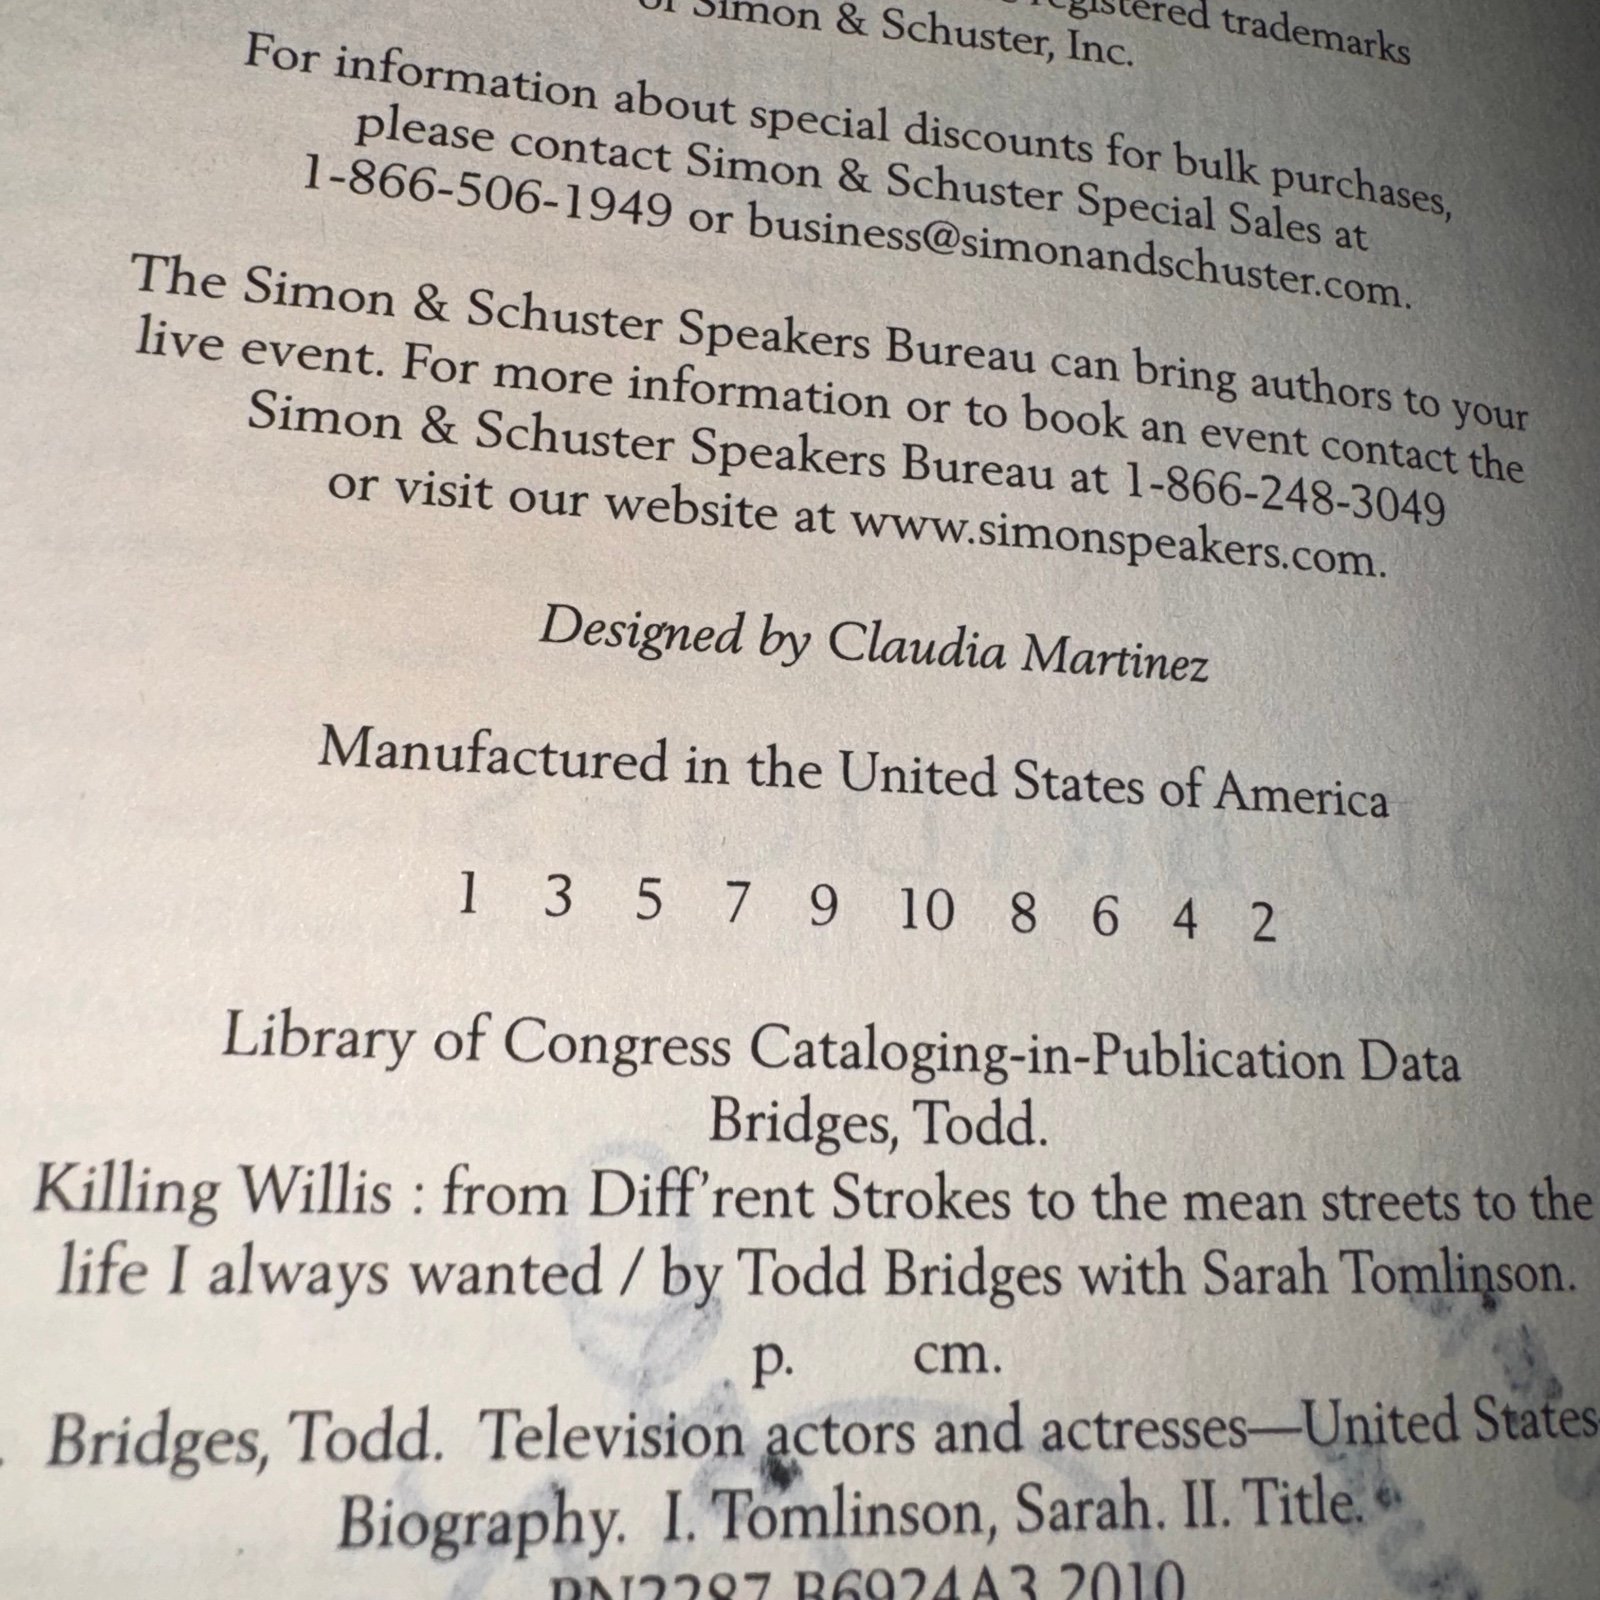 registered trademarks
of Simon & Schuster, Inc.
For information about special discounts for bulk purchases,
please contact Simon & Schuster Special Sales at
1-866-506-1949 or business@simonandschuster.com.
The Simon & Schuster Speakers Bureau can bring authors to your
live event. For more information or to book an event contact the
Simon & Schuster Speakers Bureau at 1-866-248-3049
or visit our website at www.simonspeakers.com.
Designed by Claudia Martinez
Manufactured in the United States of America
1 3 5 7 9 10 8 6 4 2
Library of Congress Cataloging-in-Publication Data
Bridges, Todd.
Killing Willis : from Diff’rent Strokes to the mean streets to the
life I always wanted / by Todd Bridges with Sarah Tomlinson.
p. cm.
. Bridges, Todd. Television actors and actresses—United States
Biography. I. Tomlinson, Sarah. II. Title.
PN2287.B6924A3 2010